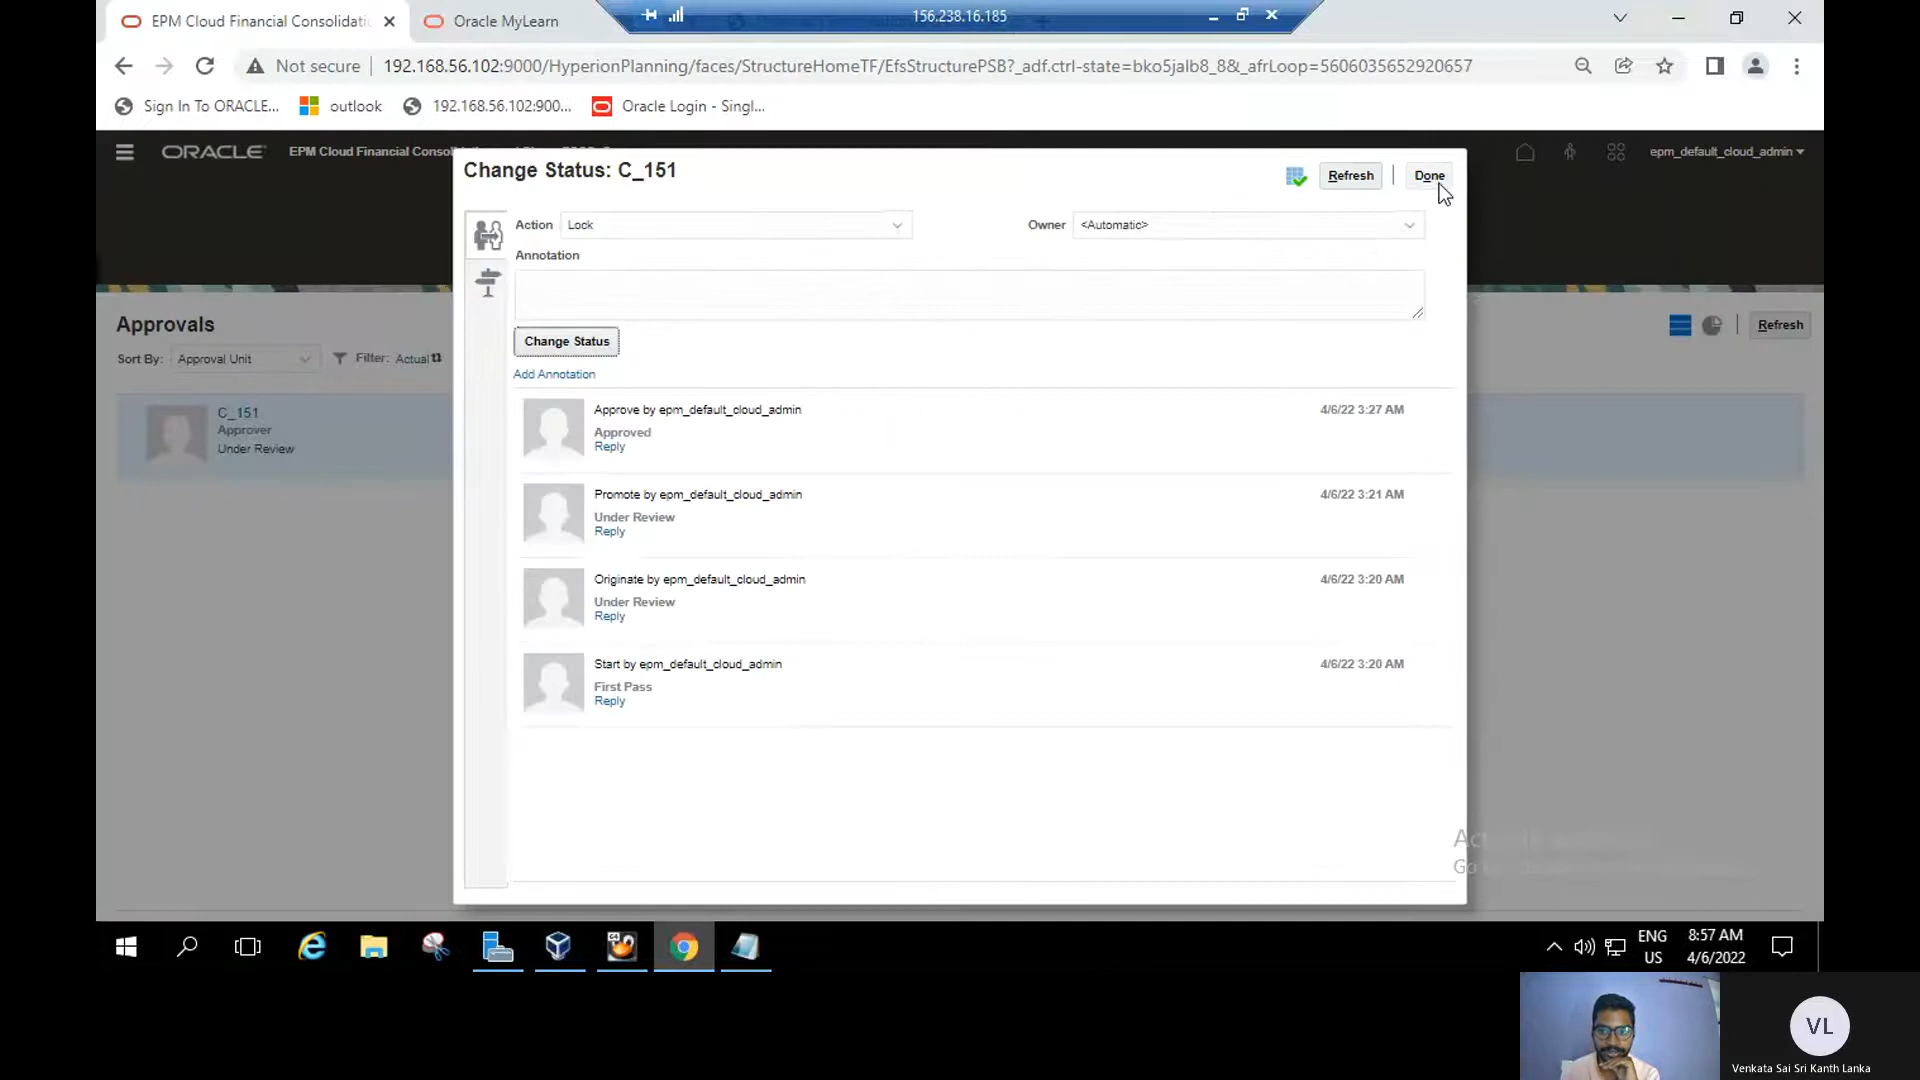 EPM Cloud Financial Consolidatio
Oracle MyLearn
156.238.16.185
Not secure
192.168.56.102:9000/HyperionPlanning/faces/StructureHomeTF/EfsStructurePSB?_adf.ctrl-state=bko5jalb8_8&_afrLoop=5606035652920657
Sign In To ORACLE...
outlook
192.168.56.102:900...
Oracle Login - Singl...
ORACLE
EPM Cloud Financial Consol
epm_default_cloud_admin
Change Status: C_151
Refresh
Done
Action
Lock
Owner
<Automatic>
Annotation
Change Status
Add Annotation
Approve by epm_default_cloud_admin
4/6/22 3:27 AM
Approved
Reply
Promote by epm_default_cloud_admin
4/6/22 3:21 AM
Under Review
Reply
Originate by epm_default_cloud_admin
4/6/22 3:20 AM
Under Review
Reply
Start by epm_default_cloud_admin
4/6/22 3:20 AM
First Pass
Reply
Approvals
Sort By:
Approval Unit
Filter: Actual
Refresh
C_151
Approver
Under Review
ENG
US
8:57 AM
4/6/2022
VL
Venkata Sai Sri Kanth Lanka